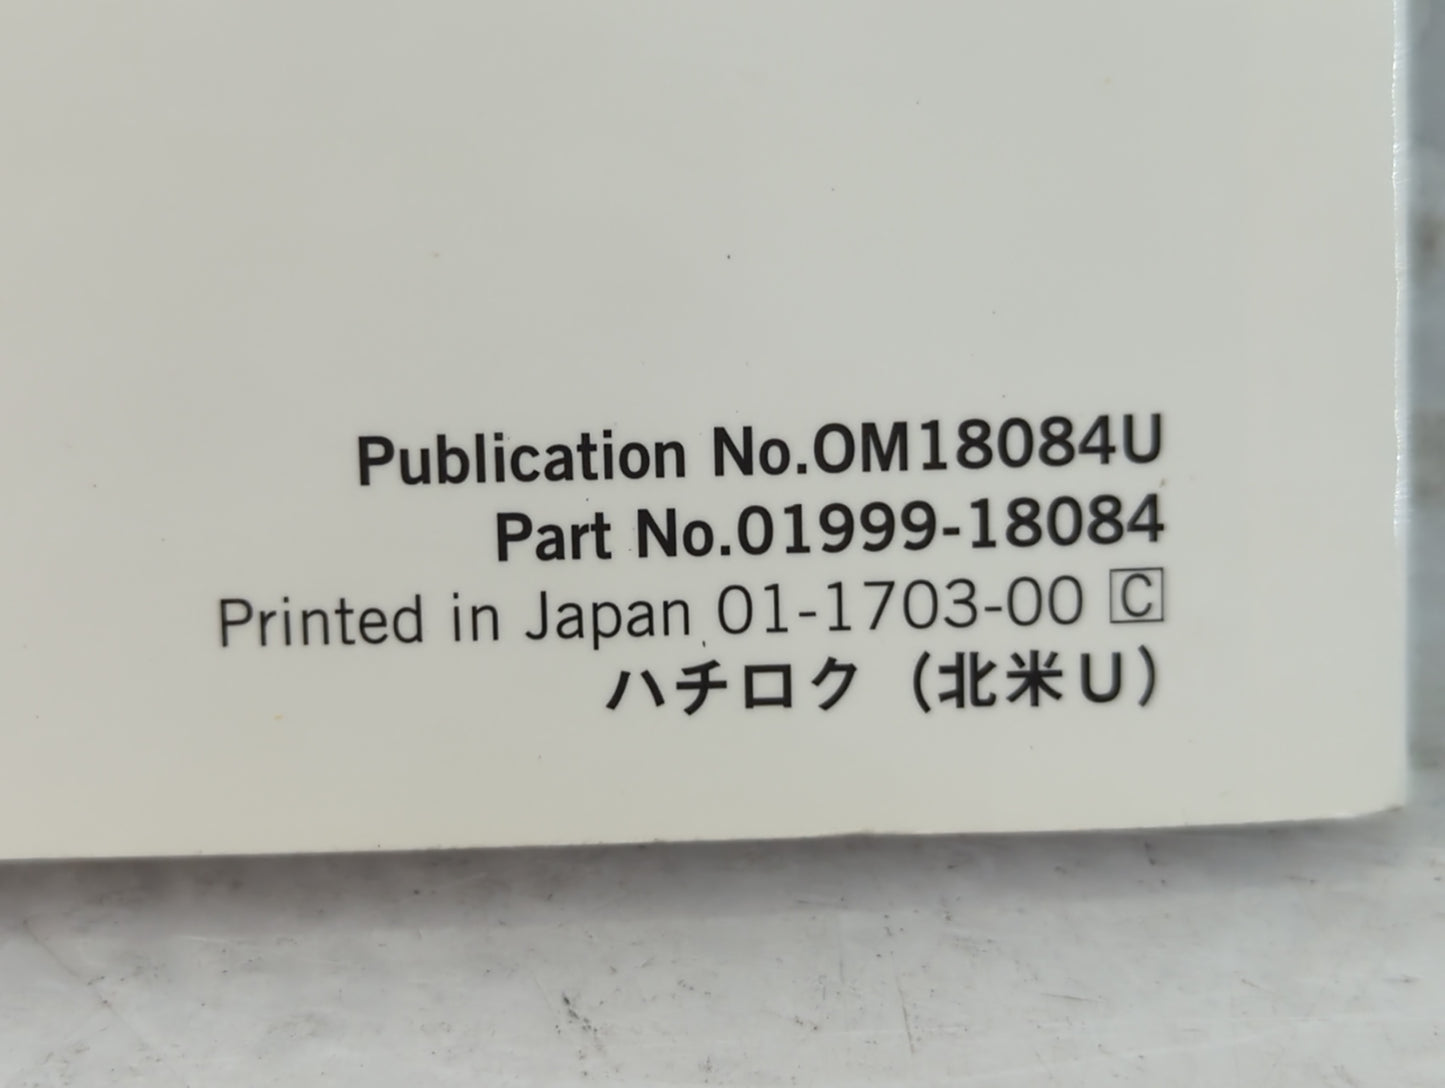 Publication No.OM18084U
Part No.01999-18084
Printed in Japan 01-1703-00 C
ハチロク（北米U）